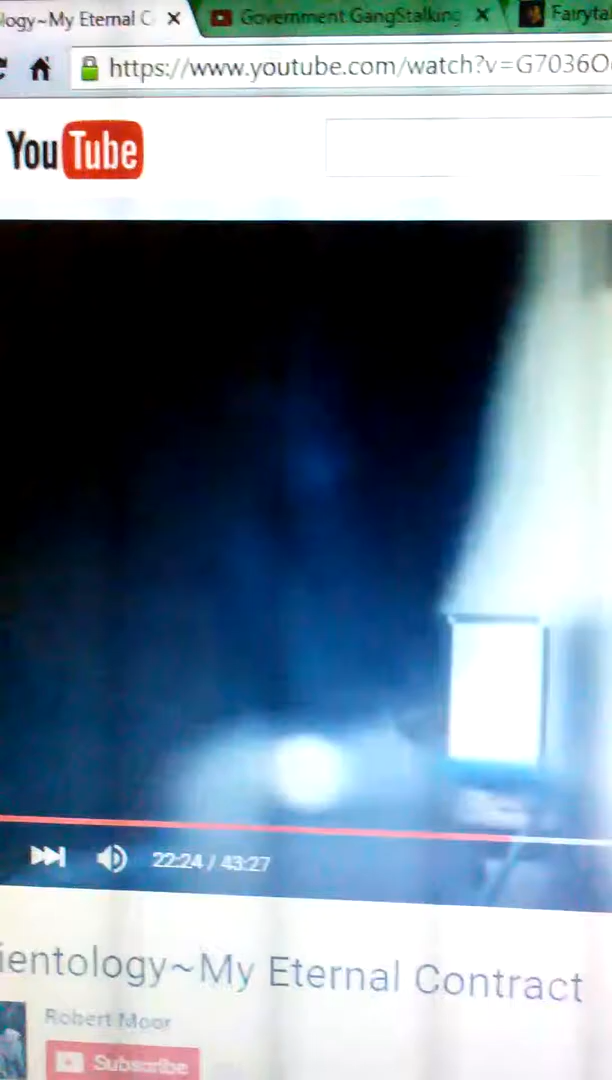 logy~My Eternal C
Government GangStalking
Fairyta
https://www.youtube.com/watch?v=G7036O
YouTube
22:24 / 43:27
ientology~My Eternal Contract
Robert Moor
Subscribe